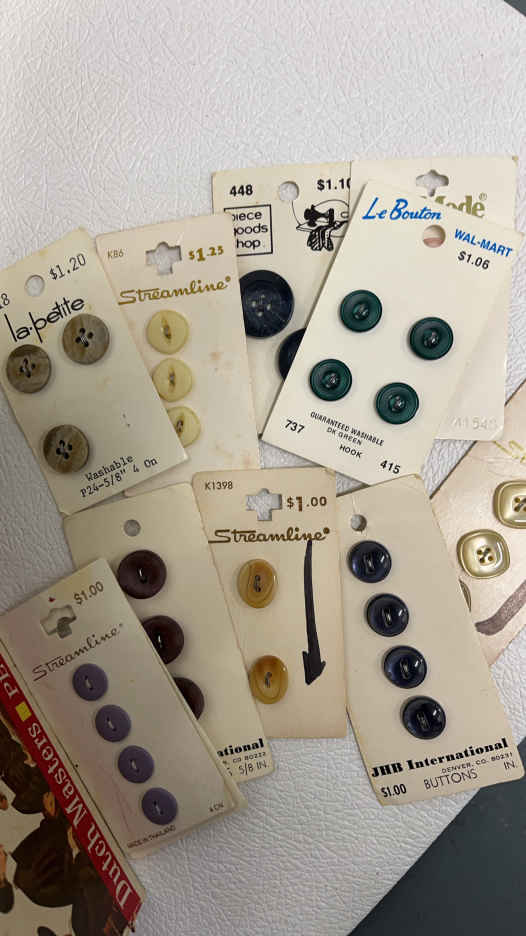 448
$1.10
piece
goods
shop
Le Bouton
WAL-MART
$1.06
GUARANTEED WASHABLE
DK GREEN
HOOK
737
415
$1.20
la petite
Washable
P24-5/8" 4 On
K86
$1.25
Streamline®
K1398
$1.00
Streamline®
$1.00
Streamline®
MADE IN THAILAND
4 ON
5/8 IN.
JHB International
DENVER, CO. 80231
$1.00
BUTTONS
IN.
Dutch Masters